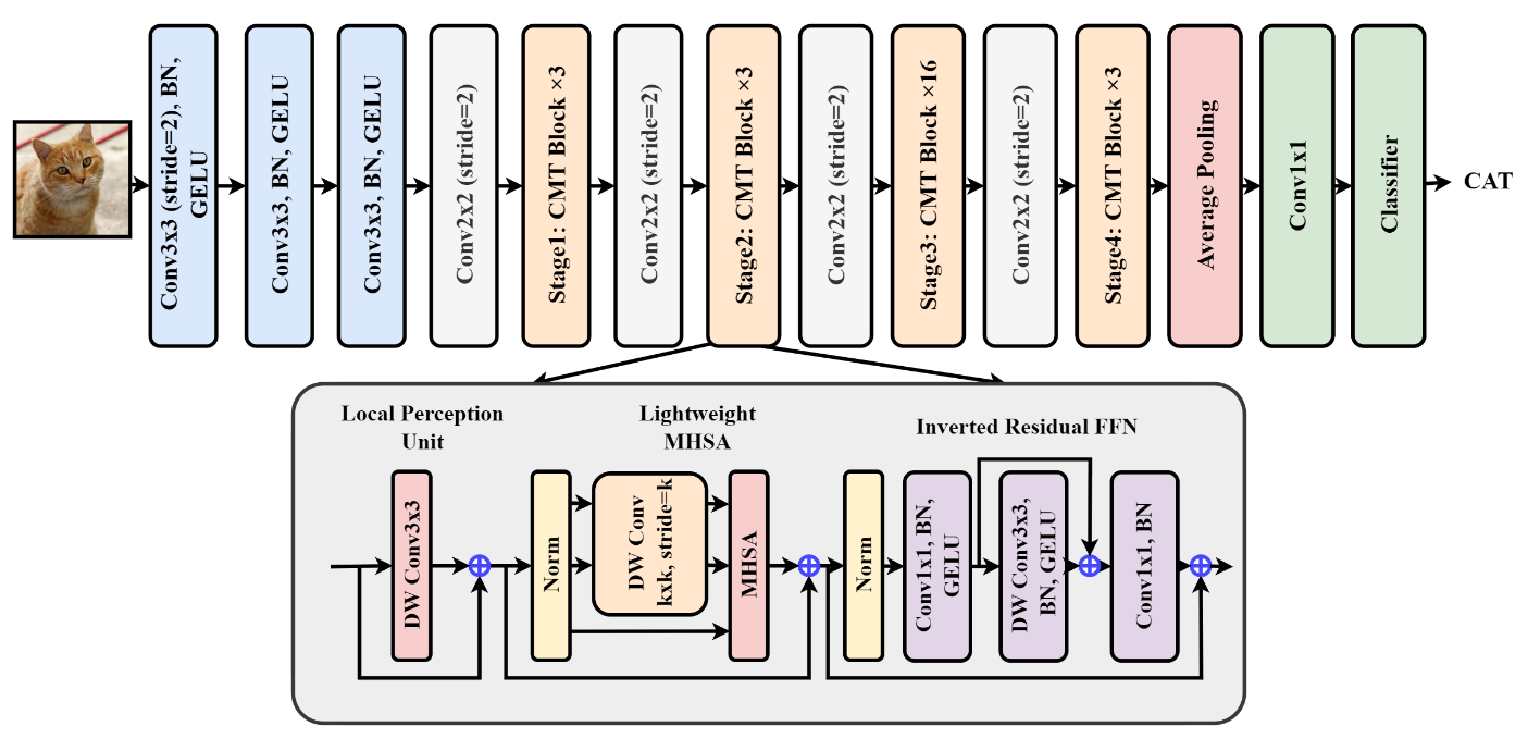 Conv3x3 (stride=2), BN,
GELU
Conv3x3, BN, GELU
Conv3x3, BN, GELU
Conv2x2 (stride=2)
Stage1: CMT Block ×3
Conv2x2 (stride=2)
Stage2: CMT Block ×3
Conv2x2 (stride=2)
Stage3: CMT Block ×16
Conv2x2 (stride=2)
Stage4: CMT Block ×3
Average Pooling
Conv1x1
Classifier
CAT
Local Perception
Unit
Lightweight
MHSA
Inverted Residual FFN
DW Conv3x3
Norm
DW Conv
kxk, stride=k
MHSA
Norm
Conv1x1, BN,
GELU
DW Conv3x3,
BN, GELU
Conv1x1, BN